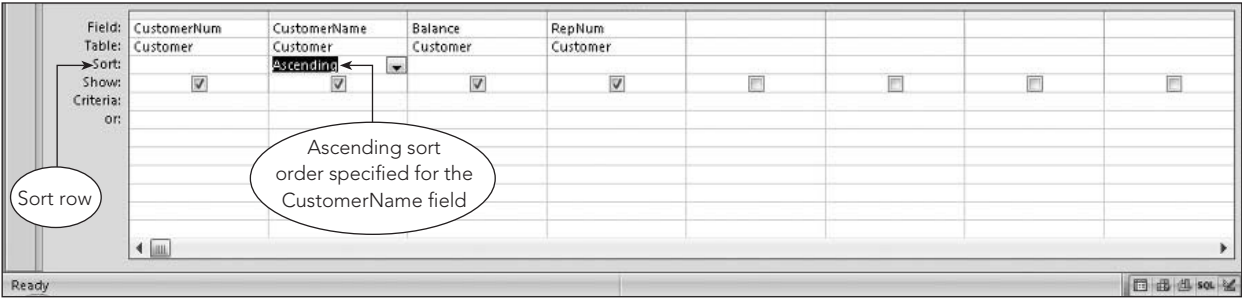 Field: CustomerNum CustomerName Balance RepNum
Table: Customer Customer Customer Customer
Sort: Ascending
Show:
Criteria:
or:
Sort row
Ascending sort
order specified for the
CustomerName field
Ready
SQL